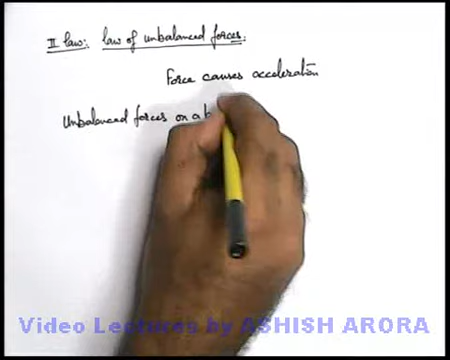 II law: law of unbalanced forces.
Force causes acceleration
Unbalanced forces on a
Video Lectures by ASHISH ARORA